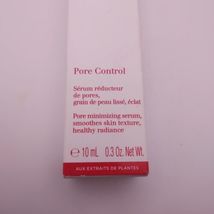 Pore Control
Sérum réducteur
de pores,
grain de peau lissé, éclat
Pore minimizing serum,
smoothes skin texture,
healthy radiance
℮ 10 mL 0.3 Oz. Net Wt.
AUX EXTRAITS DE PLANTES